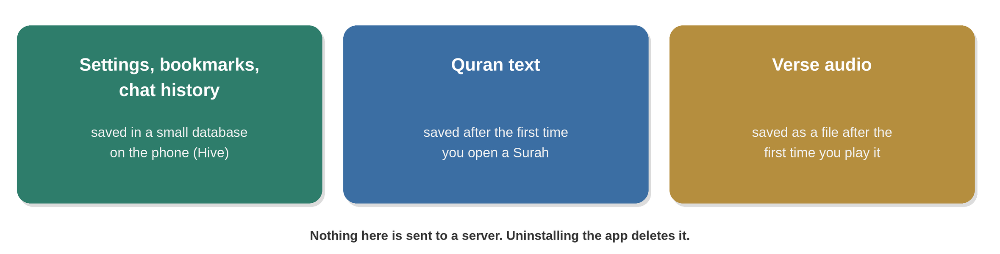 Settings, bookmarks,
chat history
saved in a small database
on the phone (Hive)
Quran text
saved after the first time
you open a Surah
Verse audio
saved as a file after the
first time you play it
Nothing here is sent to a server. Uninstalling the app deletes it.